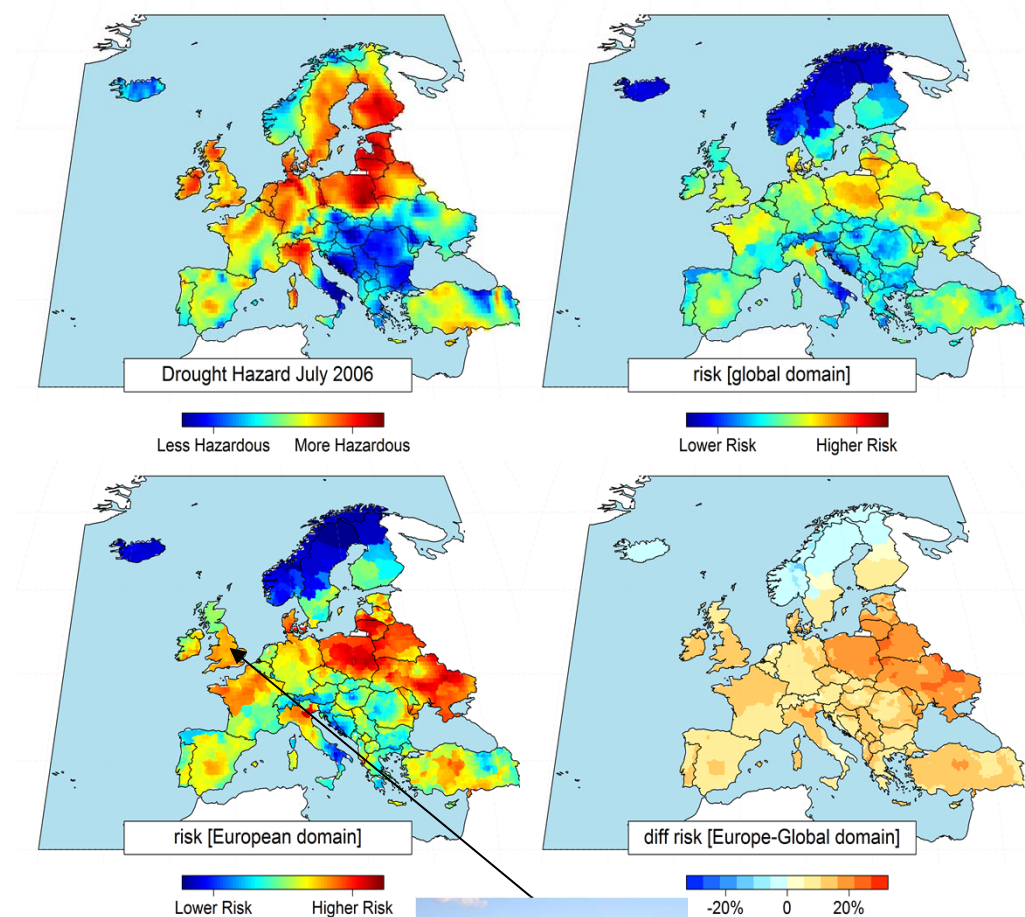 Drought Hazard July 2006
Less Hazardous More Hazardous
risk [global domain]
Lower Risk Higher Risk
risk [European domain]
Lower Risk Higher Risk
diff risk [Europe-Global domain]
-20% 0 20%